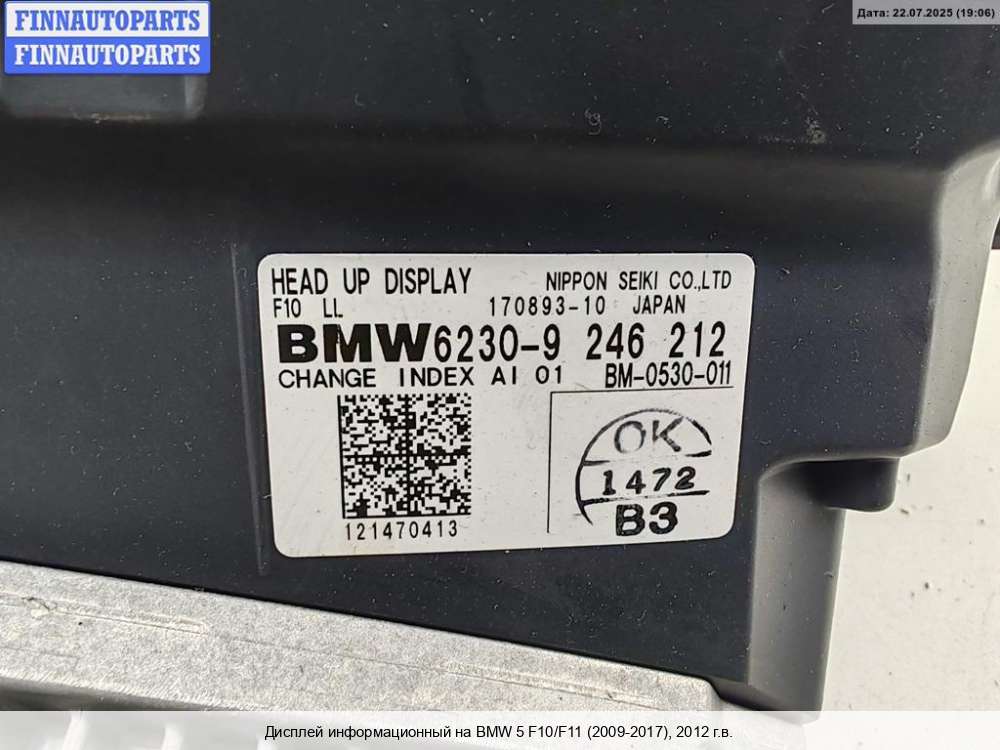 FINNAUTOPARTS
FINNAUTOPARTS
Дата: 22.07.2025 (19:06)
HEAD UP DISPLAY NIPPON SEIKI CO.,LTD
F10 LL 170893-10 JAPAN
BMW6230-9 246 212
CHANGE INDEX AI 01 BM-0530-011
OK
1472
B3
121470413
Дисплей информационный на BMW 5 F10/F11 (2009-2017), 2012 г.в.